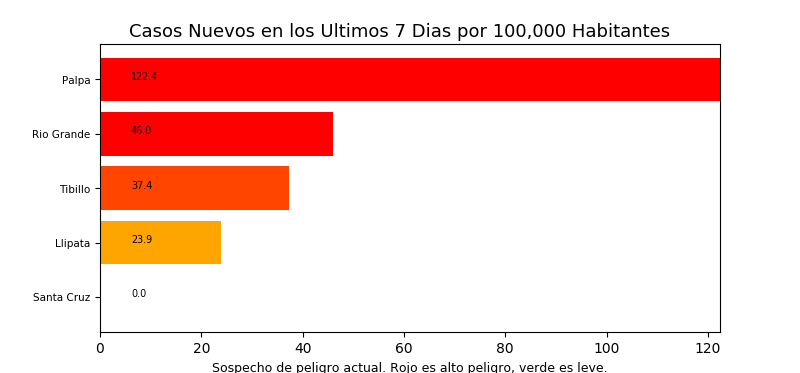 Casos Nuevos en los Ultimos 7 Dias por 100,000 Habitantes
Palpa 122.4
Rio Grande 46.0
Tibillo 37.4
Llipata 23.9
Santa Cruz 0.0
0 20 40 60 80 100 120
Sospecho de peligro actual. Rojo es alto peligro, verde es leve.